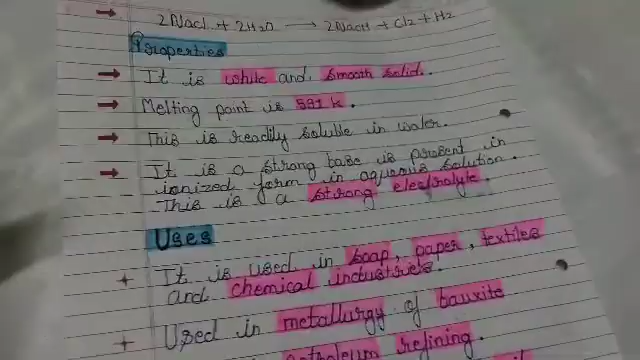 2NaCl + 2H2O → 2NaOH + Cl2 + H2
Properties
→ It is white and smooth solid.
→ Melting point is 591 k.
→ This is readily soluble in water.
→ It is a strong base is present in
ionized form in aqueous solution.
This is a strong electrolyte.
Uses
+ It is used in soap, paper, textiles
and chemical industries.
+ Used in metallurgy of bauxite
petroleum refining.